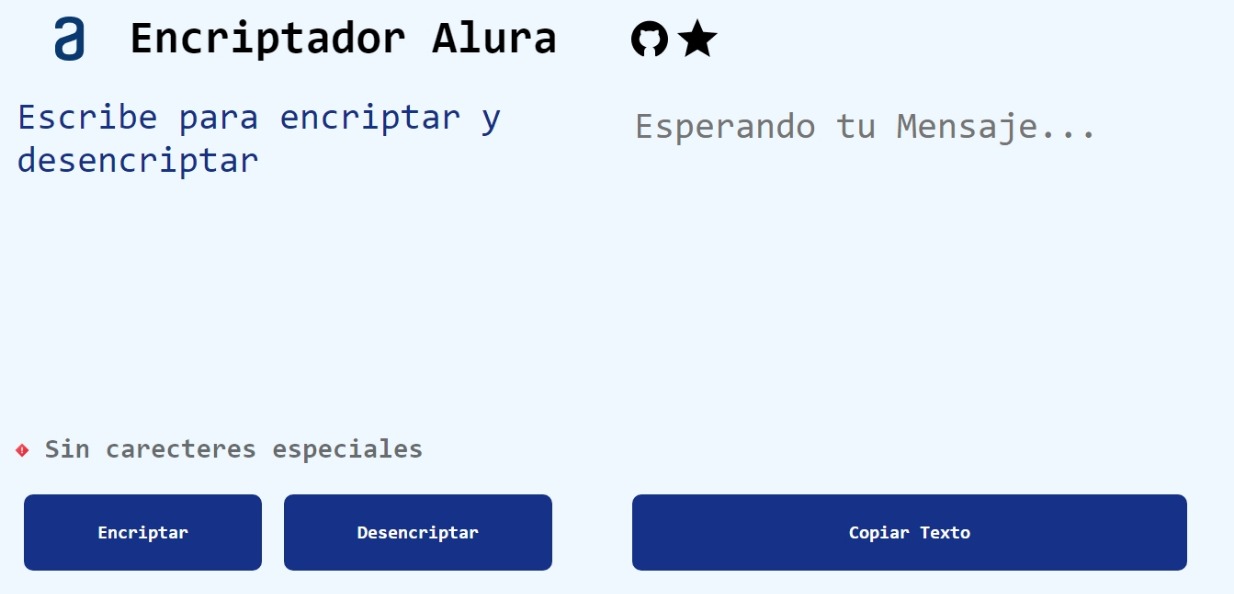 Encriptador Alura
Escribe para encriptar y
desencriptar
Esperando tu Mensaje...
Sin carecteres especiales
Encriptar
Desencriptar
Copiar Texto